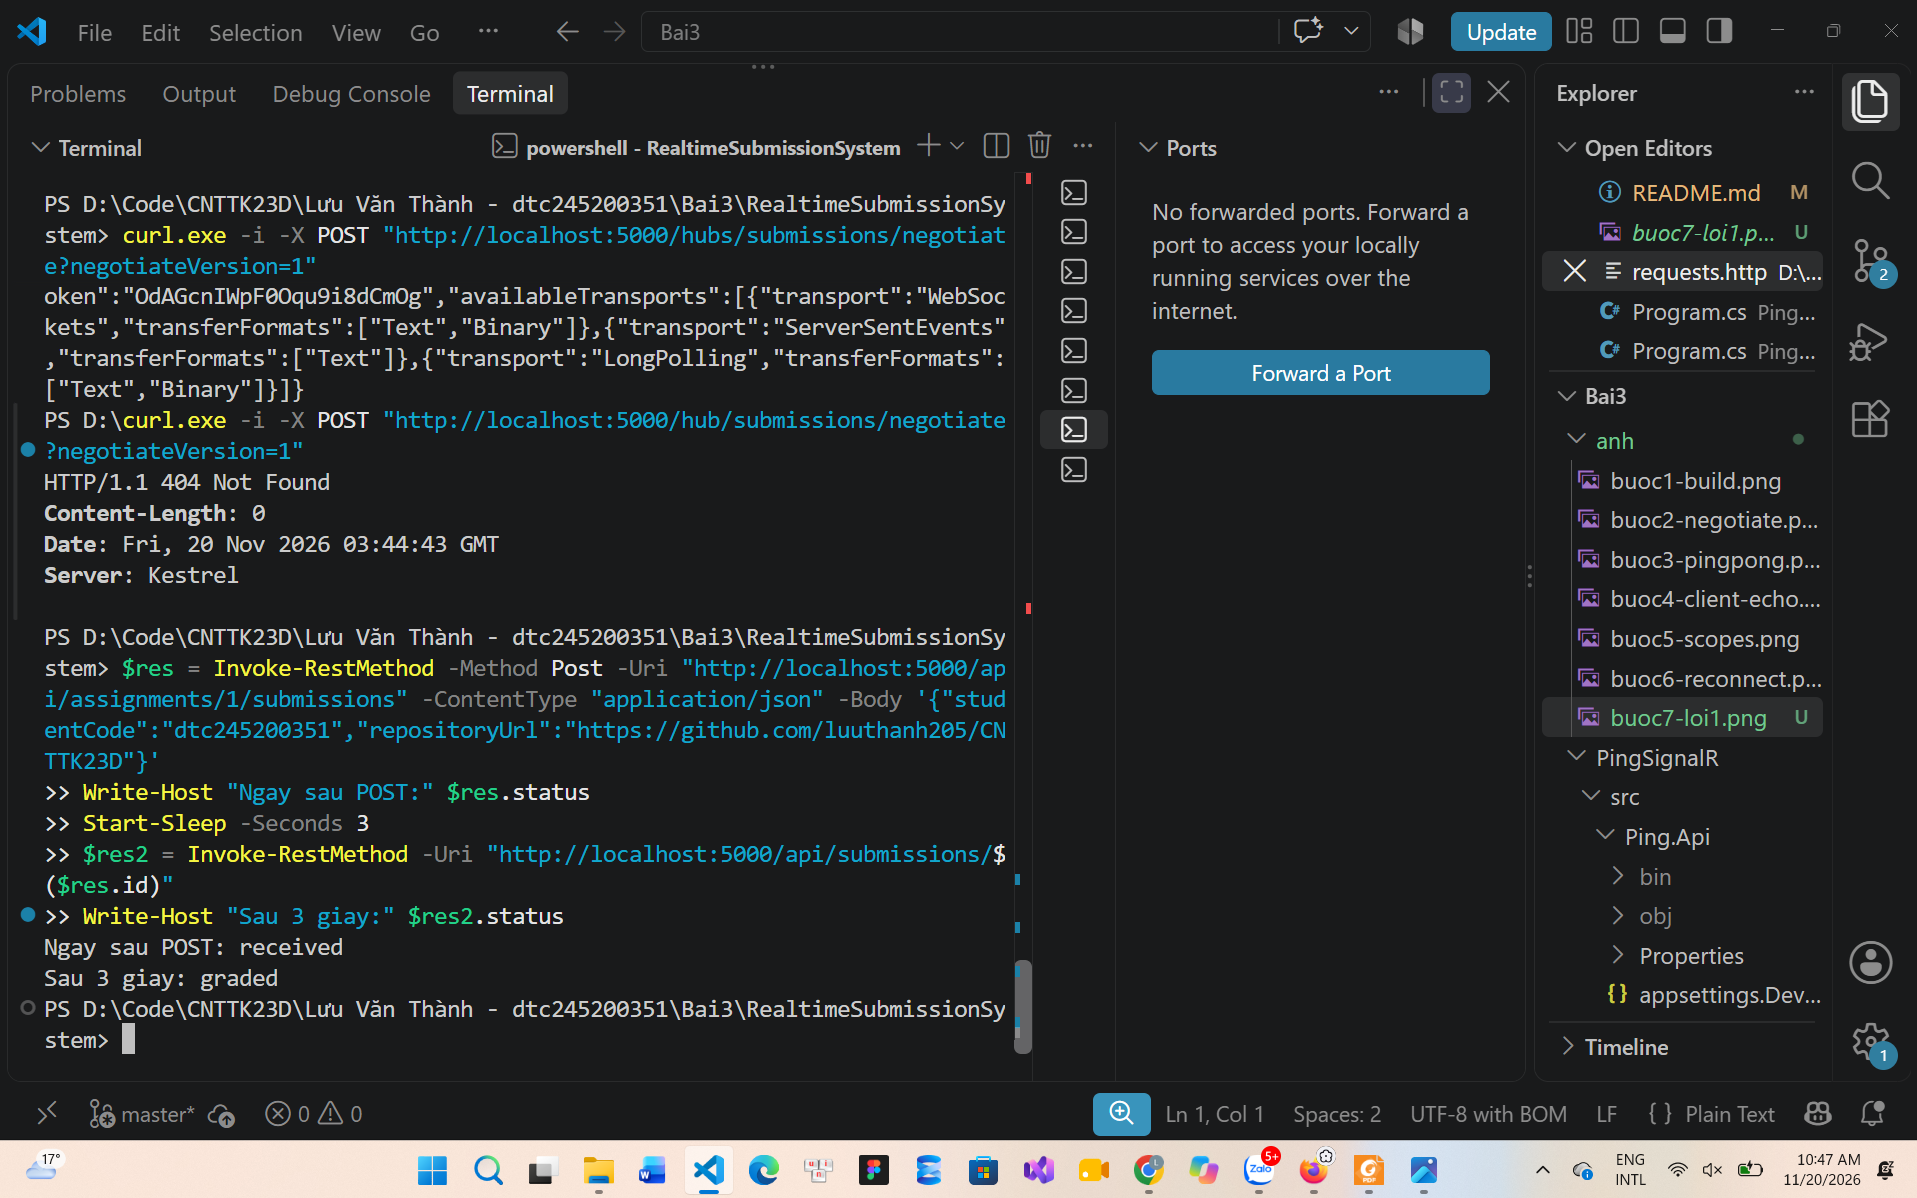 File Edit Selection View Go ··· Bai3 Update
Problems Output Debug Console Terminal
Terminal
powershell - RealtimeSubmissionSystem
PS D:\Code\CNTTK23D\Lưu Văn Thành - dtc245200351\Bai3\RealtimeSubmissionSy
stem> curl.exe -i -X POST "http://localhost:5000/hubs/submissions/negotiat
e?negotiateVersion=1"
oken":"OdAGcnIWpF0Oqu9i8dCmOg","availableTransports":[{"transport":"WebSoc
kets","transferFormats":["Text","Binary"]},{"transport":"ServerSentEvents"
,"transferFormats":["Text"]},{"transport":"LongPolling","transferFormats":
["Text","Binary"]}]}
PS D:\curl.exe -i -X POST "http://localhost:5000/hub/submissions/negotiate
?negotiateVersion=1"
HTTP/1.1 404 Not Found
Content-Length: 0
Date: Fri, 20 Nov 2026 03:44:43 GMT
Server: Kestrel
PS D:\Code\CNTTK23D\Lưu Văn Thành - dtc245200351\Bai3\RealtimeSubmissionSy
stem> $res = Invoke-RestMethod -Method Post -Uri "http://localhost:5000/ap
i/assignments/1/submissions" -ContentType "application/json" -Body '{"stud
entCode":"dtc245200351","repositoryUrl":"https://github.com/luuthanh205/CN
TTK23D"}'
>> Write-Host "Ngay sau POST:" $res.status
>> Start-Sleep -Seconds 3
>> $res2 = Invoke-RestMethod -Uri "http://localhost:5000/api/submissions/$
($res.id)"
>> Write-Host "Sau 3 giay:" $res2.status
Ngay sau POST: received
Sau 3 giay: graded
PS D:\Code\CNTTK23D\Lưu Văn Thành - dtc245200351\Bai3\RealtimeSubmissionSy
stem>
Ports
No forwarded ports. Forward a
port to access your locally
running services over the
internet.
Forward a Port
Explorer
Open Editors
README.md M
buoc7-loi1.p... U
requests.http D:\...
Program.cs Ping...
Program.cs Ping...
Bai3
anh
buoc1-build.png
buoc2-negotiate.p...
buoc3-pingpong.p...
buoc4-client-echo....
buoc5-scopes.png
buoc6-reconnect.p...
buoc7-loi1.png U
PingSignalR
src
Ping.Api
bin
obj
Properties
{} appsettings.Dev...
Timeline
2
1
master* 0 0 Ln 1, Col 1 Spaces: 2 UTF-8 with BOM LF {} Plain Text
17°
Zalo
5+
ENG
INTL
10:47 AM
11/20/2026